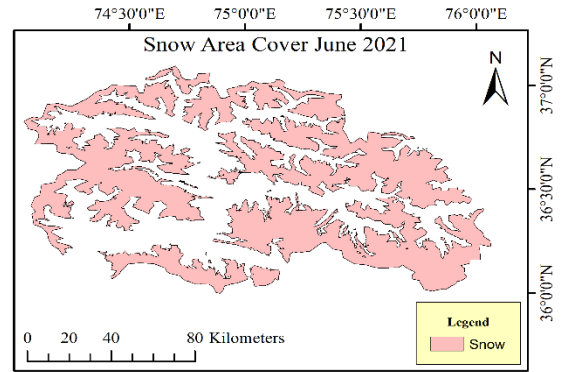 74°30'0"E 75°0'0"E 75°30'0"E 76°0'0"E
Snow Area Cover June 2021
N
37°0'0"N
36°30'0"N
36°0'0"N
Legend
Snow
0 20 40 80 Kilometers